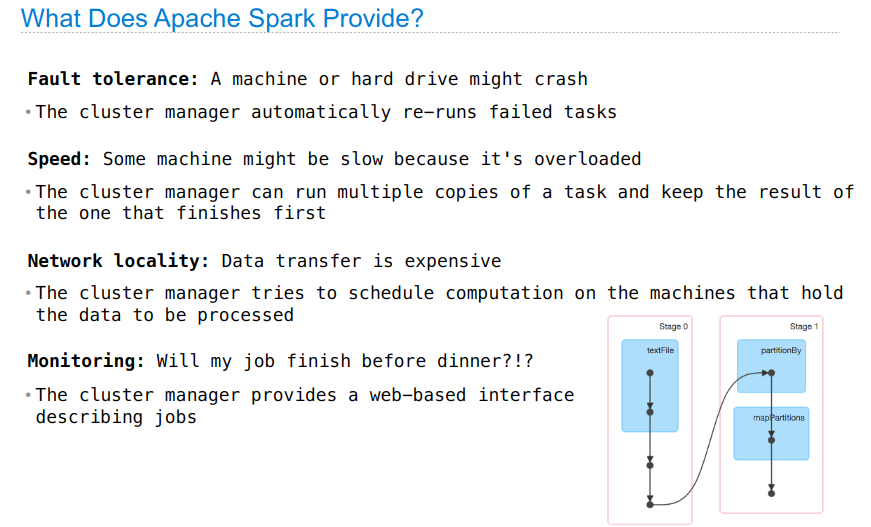 What Does Apache Spark Provide?
Fault tolerance: A machine or hard drive might crash
• The cluster manager automatically re-runs failed tasks
Speed: Some machine might be slow because it's overloaded
• The cluster manager can run multiple copies of a task and keep the result of
the one that finishes first
Network locality: Data transfer is expensive
• The cluster manager tries to schedule computation on the machines that hold
the data to be processed
Monitoring: Will my job finish before dinner?!?
• The cluster manager provides a web-based interface
describing jobs
Stage 0
textFile
Stage 1
partitionBy
mapPartitions